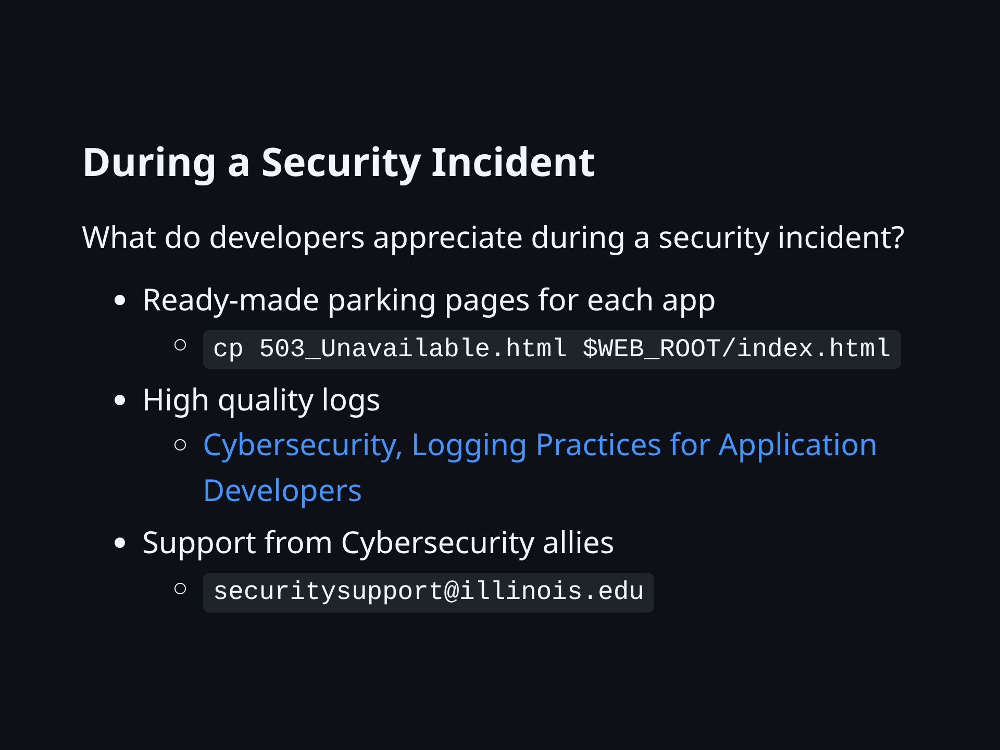 During a Security Incident
What do developers appreciate during a security incident?
Ready-made parking pages for each app
cp 503_Unavailable.html $WEB_ROOT/index.html
High quality logs
Cybersecurity, Logging Practices for Application
Developers
Support from Cybersecurity allies
securitysupport@illinois.edu